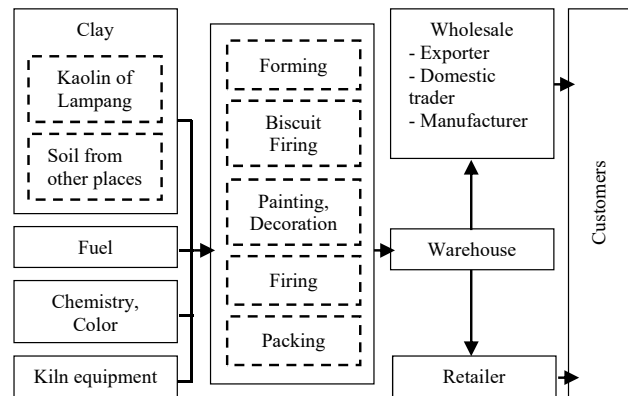 Clay
Kaolin of
Lampang
Soil from
other places
Fuel
Chemistry,
Color
Kiln equipment
Forming
Biscuit
Firing
Painting,
Decoration
Firing
Packing
Wholesale
- Exporter
- Domestic
trader
- Manufacturer
Warehouse
Retailer
Customers